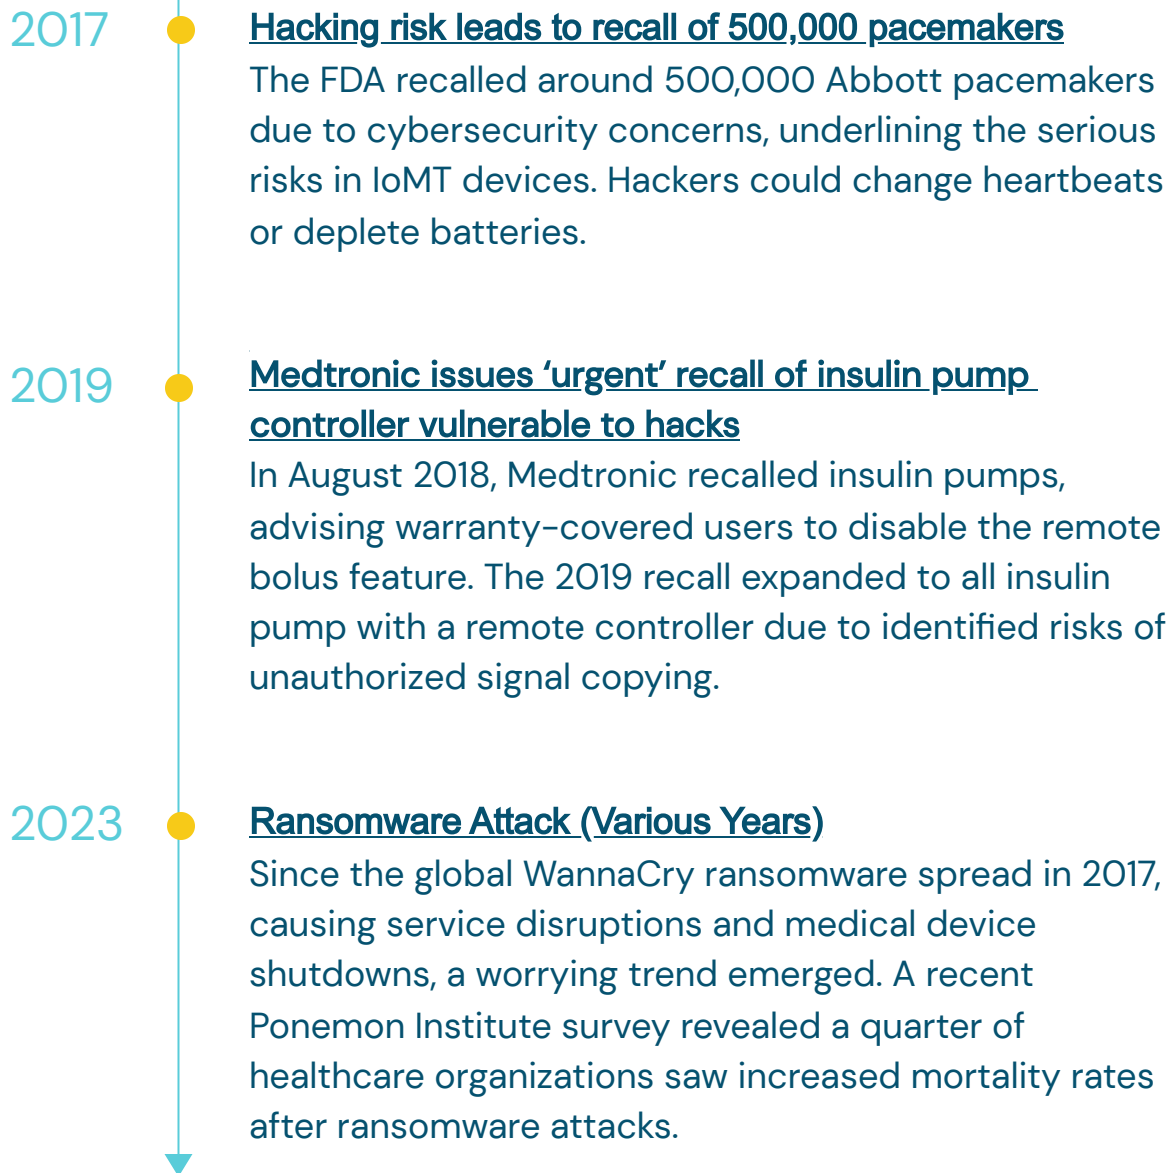 2017
Hacking risk leads to recall of 500,000 pacemakers
The FDA recalled around 500,000 Abbott pacemakers
due to cybersecurity concerns, underlining the serious
risks in IoMT devices. Hackers could change heartbeats
or deplete batteries.
2019
Medtronic issues ‘urgent’ recall of insulin pump
controller vulnerable to hacks
In August 2018, Medtronic recalled insulin pumps,
advising warranty-covered users to disable the remote
bolus feature. The 2019 recall expanded to all insulin
pump with a remote controller due to identified risks of
unauthorized signal copying.
2023
Ransomware Attack (Various Years)
Since the global WannaCry ransomware spread in 2017,
causing service disruptions and medical device
shutdowns, a worrying trend emerged. A recent
Ponemon Institute survey revealed a quarter of
healthcare organizations saw increased mortality rates
after ransomware attacks.